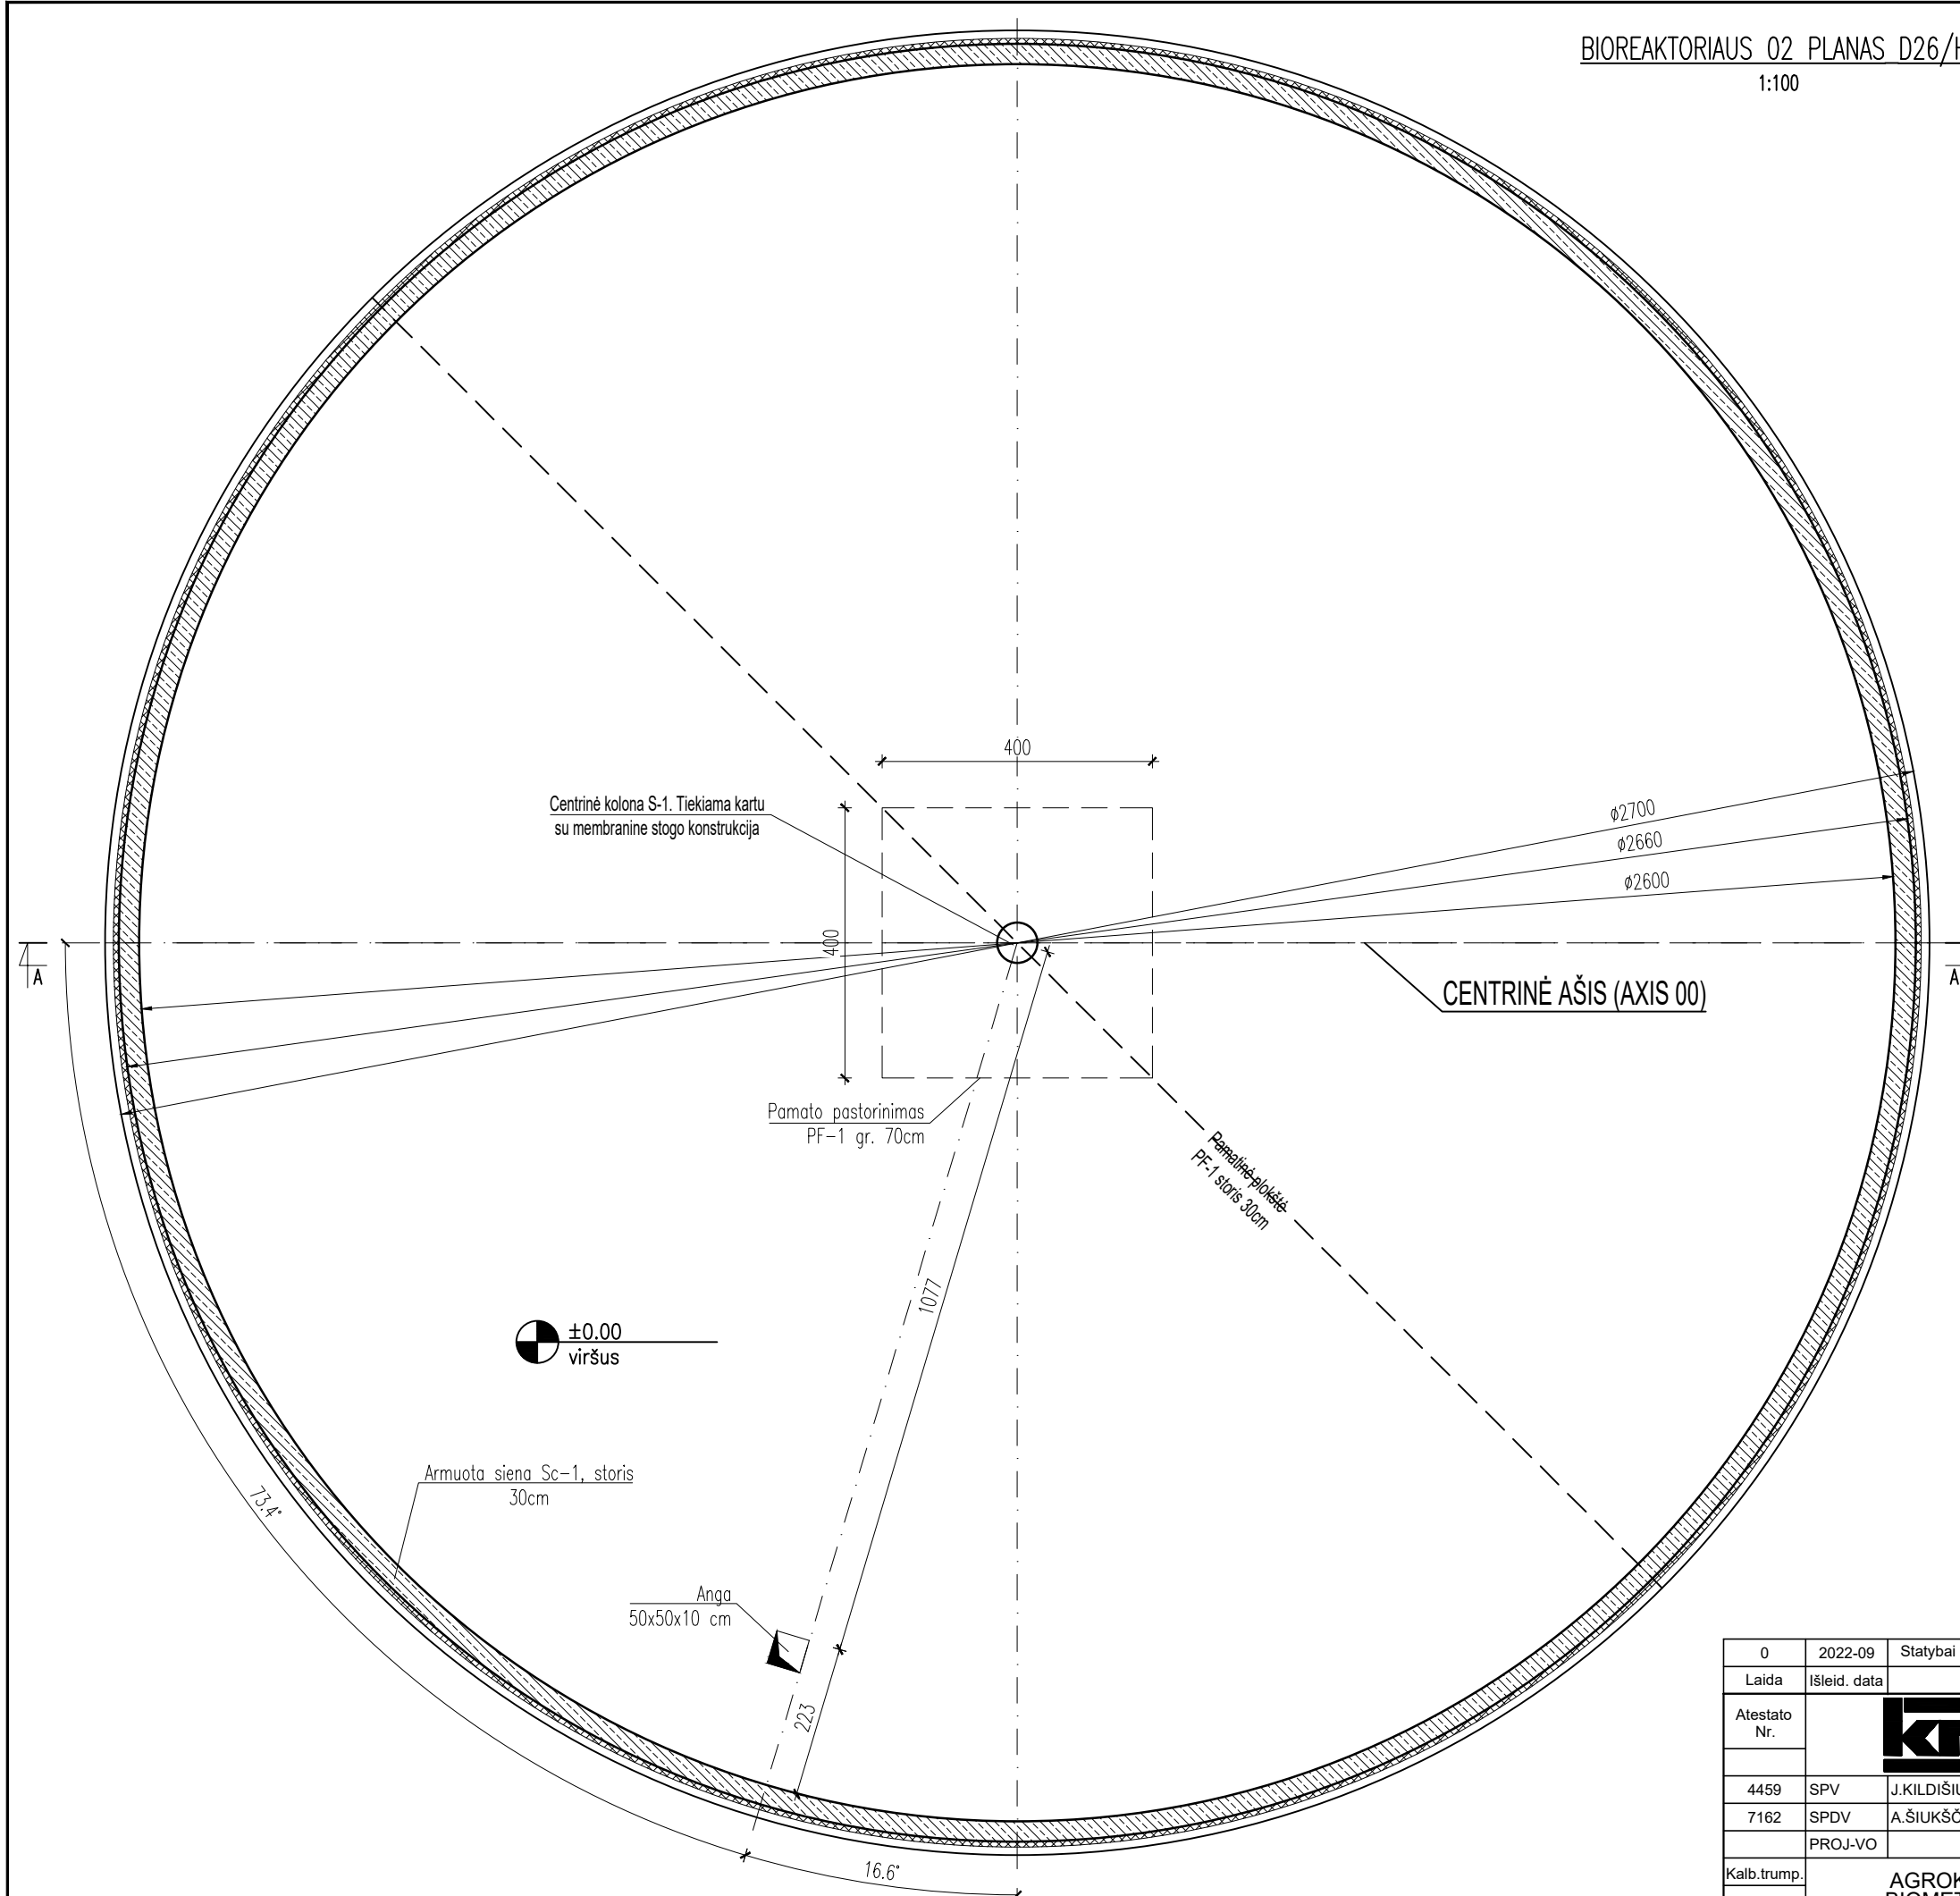 BIOREAKTORIAUS 02 PLANAS D26/H
1:100
400
Centrinė kolona S-1. Tiekiama kartu
su membranine stogo konstrukcija
ø2700
ø2660
ø2600
400
A
A
CENTRINĖ AŠIS (AXIS 00)
Pamato pastorinimas
PF-1 gr. 70cm
Pamatinė plokštė
PF-1 storis 30cm
1077
±0.00
viršus
Armuota siena Sc-1, storis
30cm
73.4°
Anga
50x50x10 cm
223
16.6°
0 2022-09 Statybai
Laida Išleid. data
Atestato
Nr.
4459 SPV J.KILDIŠIU
7162 SPDV A.ŠIUKŠČ
PROJ-VO
Kalb.trump.
AGROK